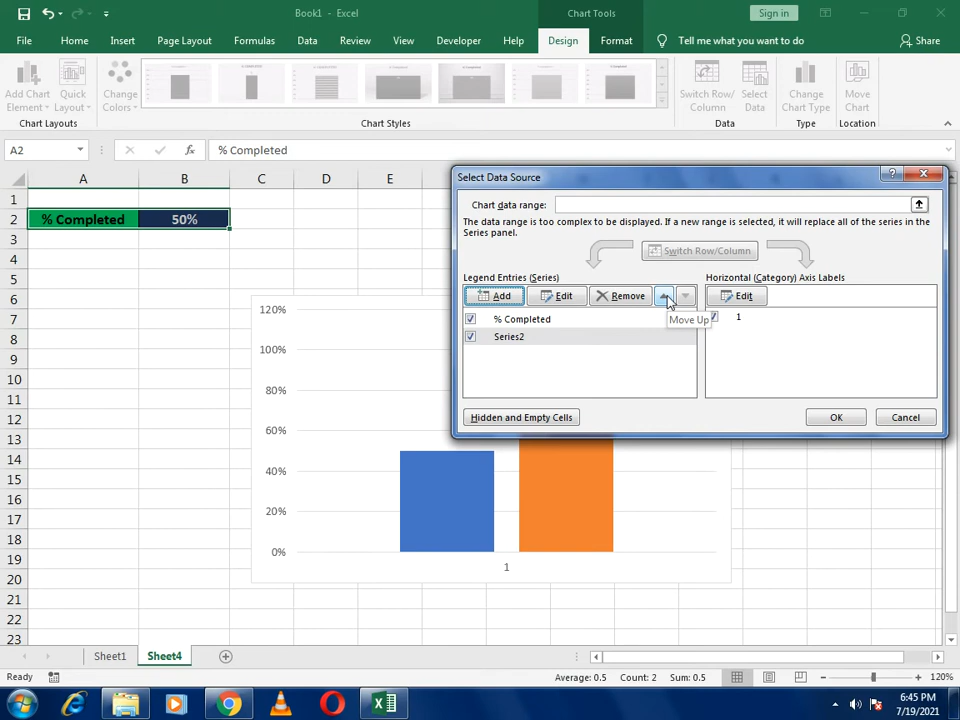 Book1 - Excel
Chart Tools
Sign in
File
Home
Insert
Page Layout
Formulas
Data
Review
View
Developer
Help
Design
Format
Tell me what you want to do
Share
Add Chart Element
Quick Layout
Change Colors
Switch Row/Column
Select Data
Change Chart Type
Move Chart
Chart Layouts
Chart Styles
Data
Type
Location
A2
fx
% Completed
A
B
C
D
E
1
2
% Completed
50%
3
4
5
6
7
8
9
10
11
12
13
14
15
16
17
18
19
20
21
22
23
120%
100%
80%
60%
40%
20%
0%
1
Select Data Source
?
Chart data range:
The data range is too complex to be displayed. If a new range is selected, it will replace all of the series in the
Series panel.
Switch Row/Column
Legend Entries (Series)
Horizontal (Category) Axis Labels
Add
Edit
Remove
Edit
% Completed
Move Up
1
Series2
Hidden and Empty Cells
OK
Cancel
Sheet1
Sheet4
Ready
Average: 0.5
Count: 2
Sum: 0.5
120%
6:45 PM
7/19/2021